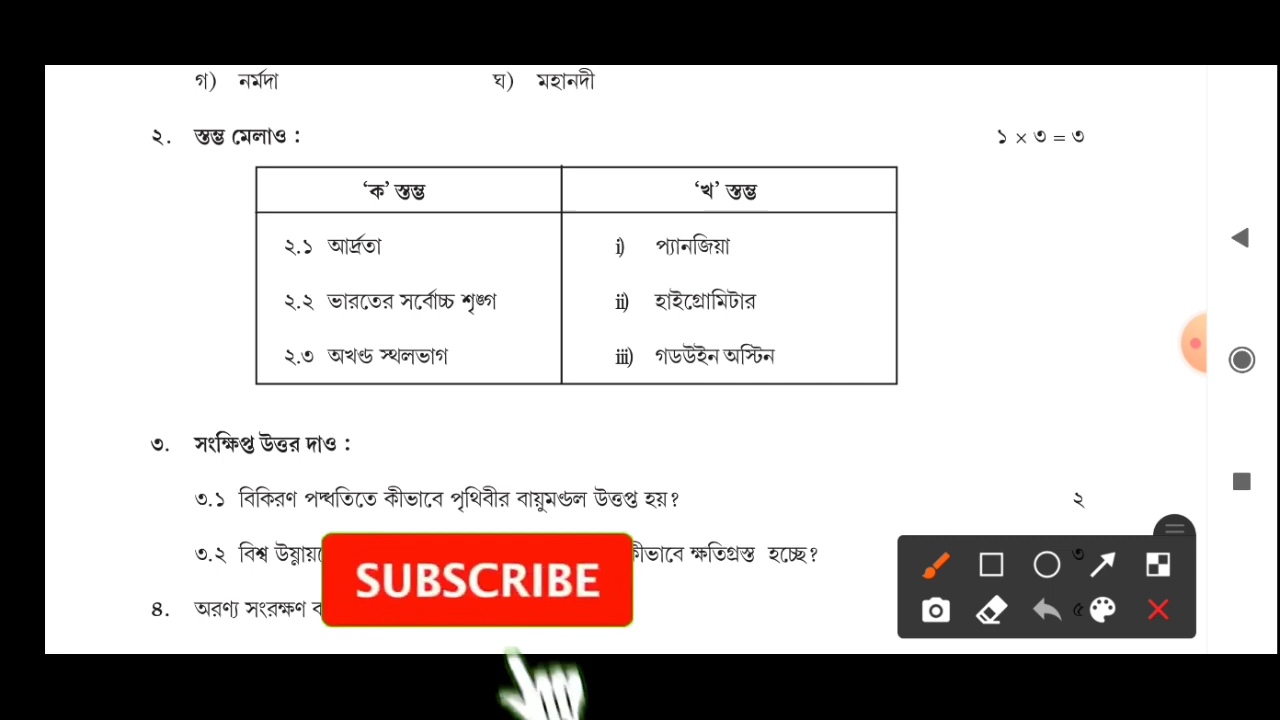 গ) নর্মদা ঘ) মহানদী
২. স্তম্ভ মেলাও : ১ × ৩ = ৩
‘ক’ স্তম্ভ ‘খ’ স্তম্ভ
২.১ আর্দ্রতা i) প্যানজিয়া
২.২ ভারতের সর্বোচ্চ শৃঙ্গ ii) হাইগ্রোমিটার
২.৩ অখণ্ড স্থলভাগ iii) গডউইন অস্টিন
৩. সংক্ষিপ্ত উত্তর দাও :
৩.১ বিকিরণ পদ্ধতিতে কীভাবে পৃথিবীর বায়ুমণ্ডল উত্তপ্ত হয়? ২
৩.২ বিশ্ব কীভাবে ক্ষতিগ্রস্ত হচ্ছে? ৩
SUBSCRIBE
৪. অরণ্য সংরক্ষণ ৫